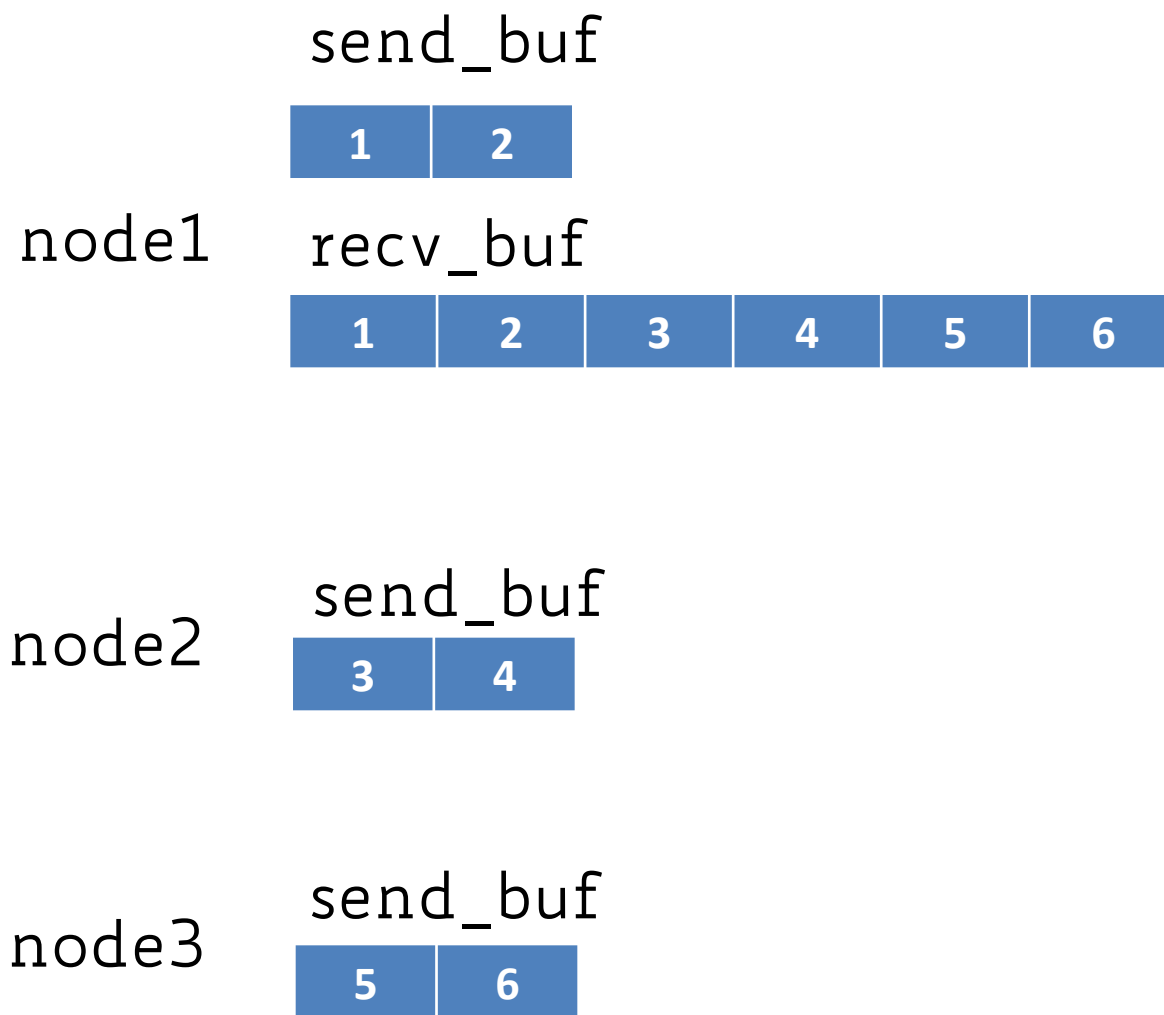 send_buf
1 2
node1 recv_buf
1 2 3 4 5 6
send_buf
node2
3 4
send_buf
node3
5 6